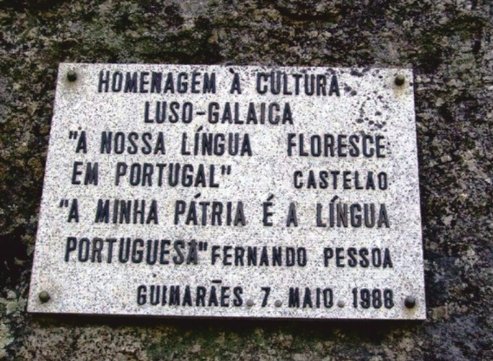 HOMENAGEM À CULTURA
LUSO-GALAICA
"A NOSSA LÍNGUA FLORESCE
EM PORTUGAL" CASTELAO
"A MINHA PÁTRIA É A LÍNGUA
PORTUGUESA" FERNANDO PESSOA
GUIMARÃES . 7 . MAIO . 1988